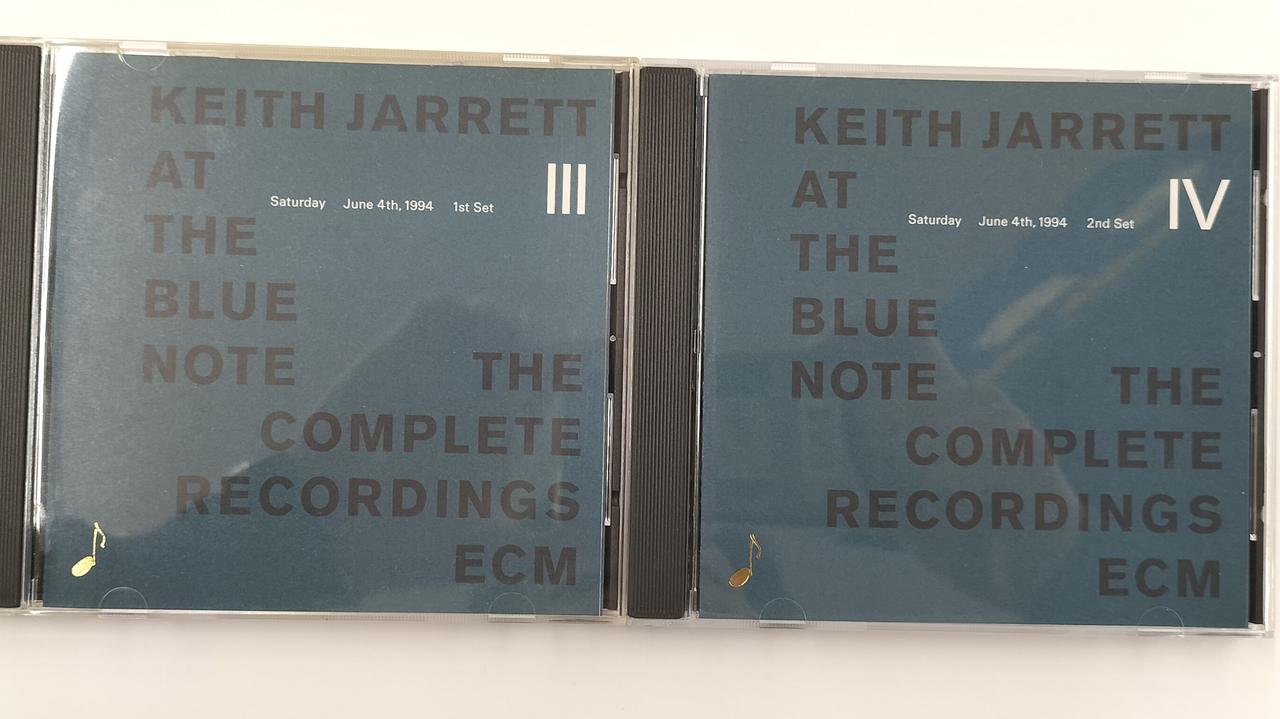 KEITH JARRETT
AT
III
Saturday June 4th, 1994 1st Set
THE
BLUE
NOTE THE
COMPLETE
RECORDINGS
ECM
KEITH JARRETT
AT
IV
Saturday June 4th, 1994 2nd Set
THE
BLUE
NOTE THE
COMPLETE
RECORDINGS
ECM